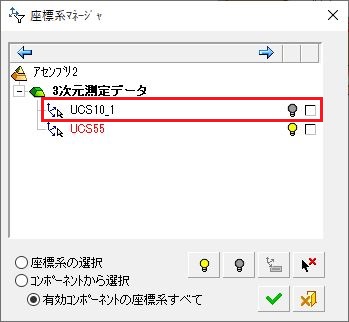 座標系マネージャ
アセンブリ2
3次元測定データ
UCS10_1
UCS55
座標系の選択
コンポーネントから選択
有効コンポーネントの座標系すべて